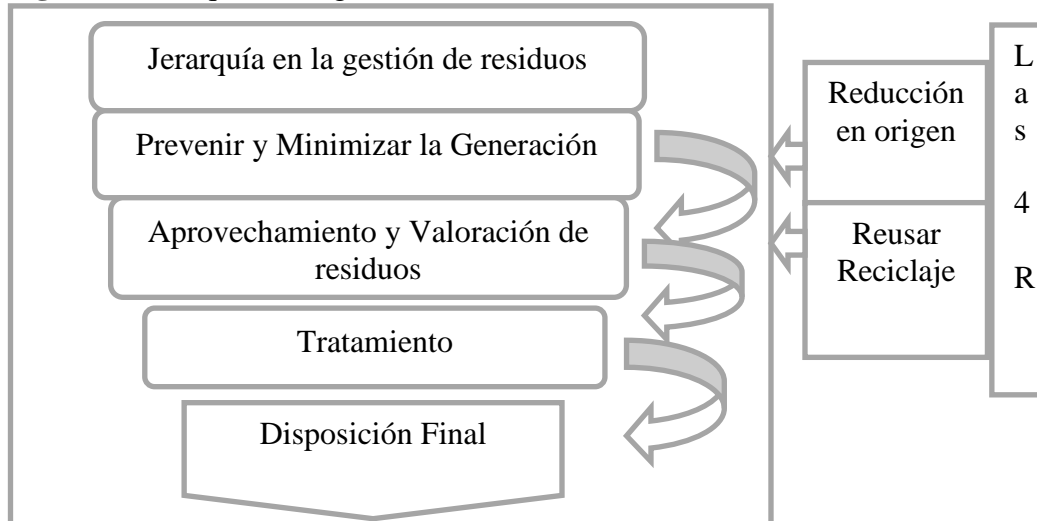 Jerarquía en la gestión de residuos
Prevenir y Minimizar la Generación
Aprovechamiento y Valoración de
residuos
Tratamiento
Disposición Final
Reducción
en origen
Reusar
Reciclaje
L
a
s
4
R